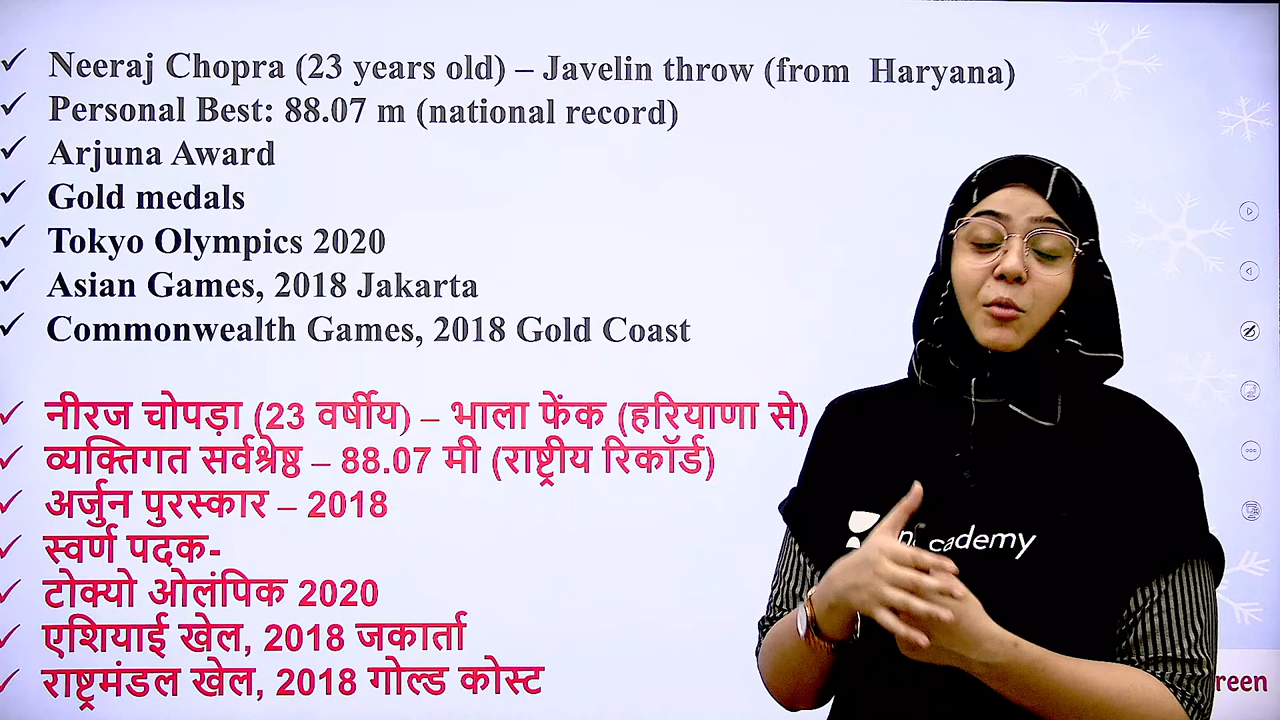 Neeraj Chopra (23 years old) – Javelin throw (from Haryana)
Personal Best: 88.07 m (national record)
Arjuna Award
Gold medals
Tokyo Olympics 2020
Asian Games, 2018 Jakarta
Commonwealth Games, 2018 Gold Coast
नीरज चोपड़ा (23 वर्षीय) – भाला फेंक (हरियाणा से)
व्यक्तिगत सर्वश्रेष्ठ – 88.07 मी (राष्ट्रीय रिकॉर्ड)
अर्जुन पुरस्कार – 2018
स्वर्ण पदक-
टोक्यो ओलंपिक 2020
एशियाई खेल, 2018 जकार्ता
राष्ट्रमंडल खेल, 2018 गोल्ड कोस्ट
cademy
reen